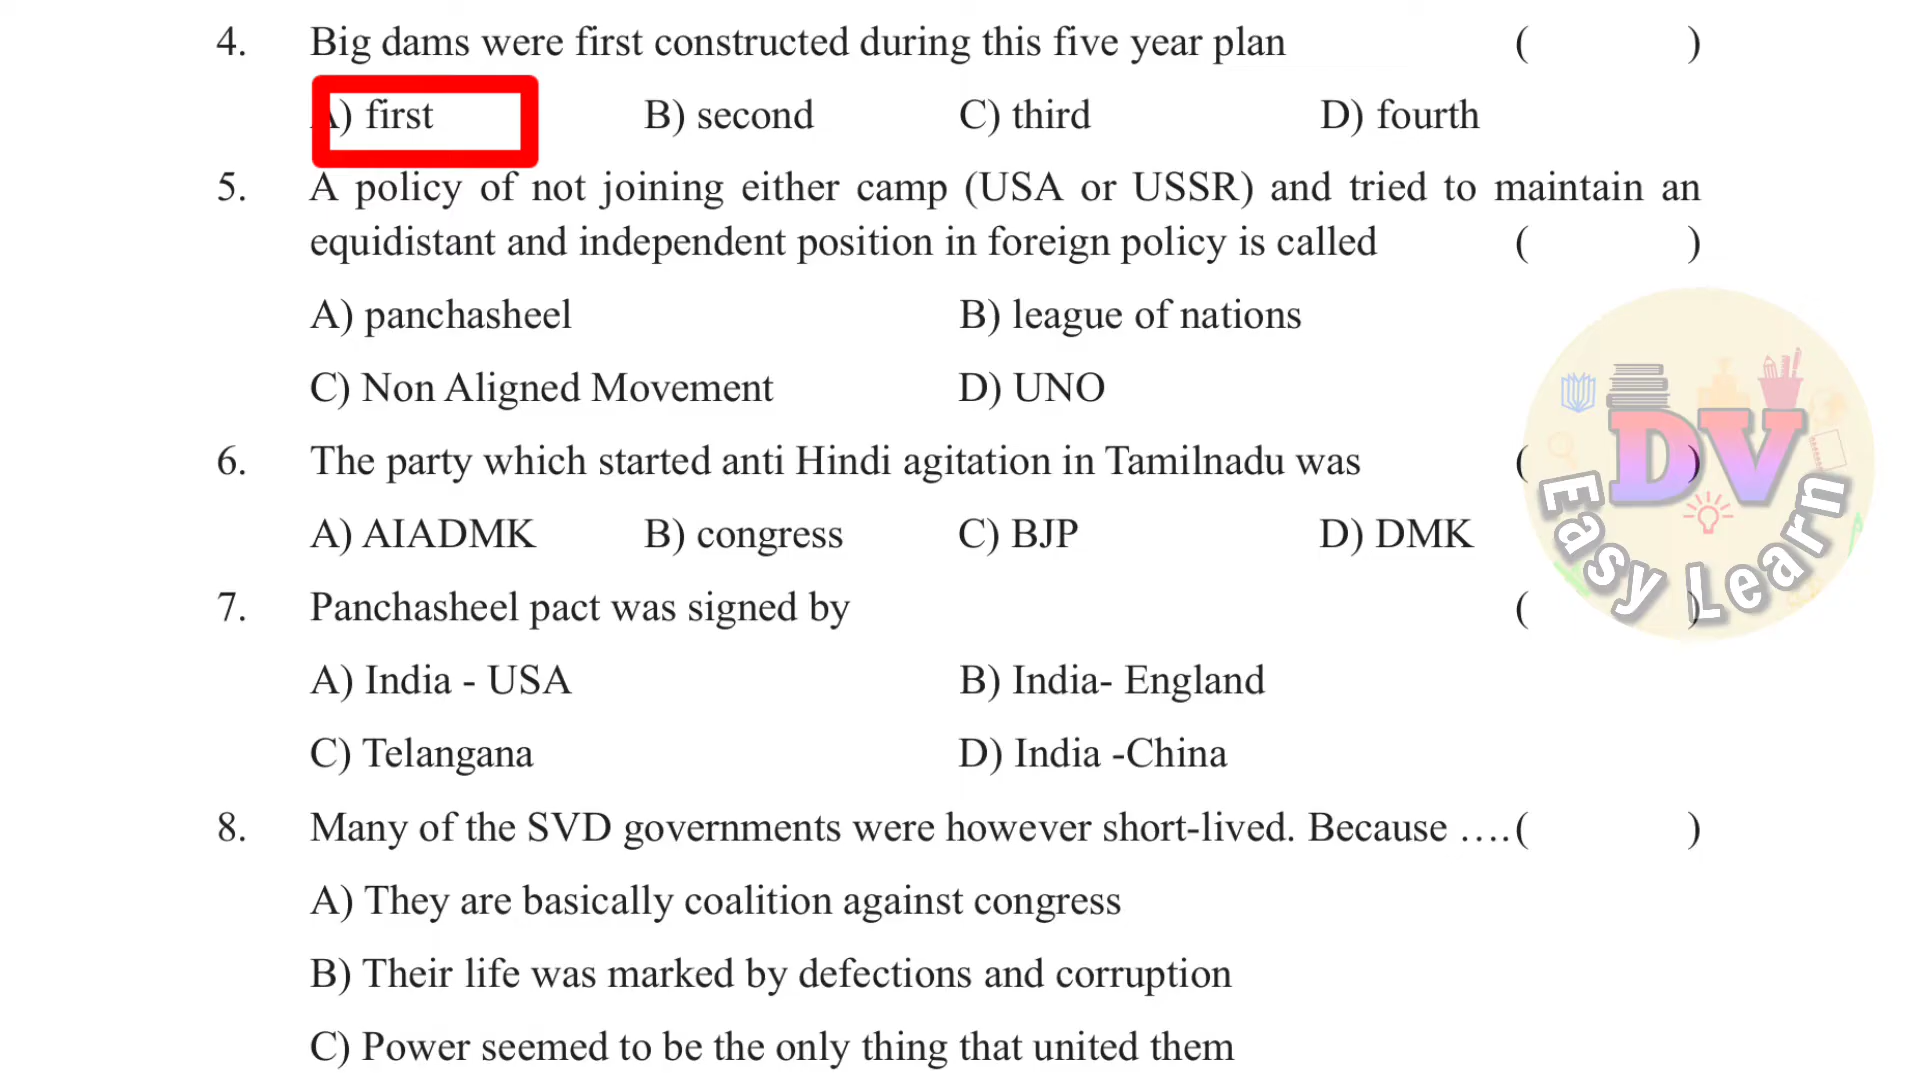 4. Big dams were first constructed during this five year plan ( )
A) first B) second C) third D) fourth
5. A policy of not joining either camp (USA or USSR) and tried to maintain an
equidistant and independent position in foreign policy is called ( )
A) panchasheel B) league of nations
C) Non Aligned Movement D) UNO
6. The party which started anti Hindi agitation in Tamilnadu was ( )
A) AIADMK B) congress C) BJP D) DMK
7. Panchasheel pact was signed by ( )
A) India - USA B) India- England
C) Telangana D) India -China
8. Many of the SVD governments were however short-lived. Because ….( )
A) They are basically coalition against congress
B) Their life was marked by defections and corruption
C) Power seemed to be the only thing that united them
DV
Easy Learn